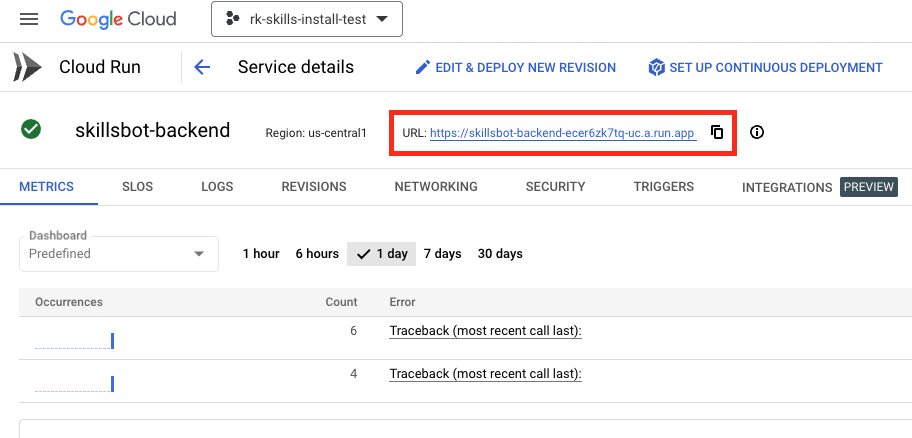 Google Cloud rk-skills-install-test
Cloud Run Service details EDIT & DEPLOY NEW REVISION SET UP CONTINUOUS DEPLOYMENT
skillsbot-backend Region: us-central1 URL: https://skillsbot-backend-ecer6zk7tq-uc.a.run.app
METRICS SLOS LOGS REVISIONS NETWORKING SECURITY TRIGGERS INTEGRATIONS PREVIEW
Dashboard
Predefined 1 hour 6 hours 1 day 7 days 30 days
Occurrences Count Error
6 Traceback (most recent call last):
4 Traceback (most recent call last):